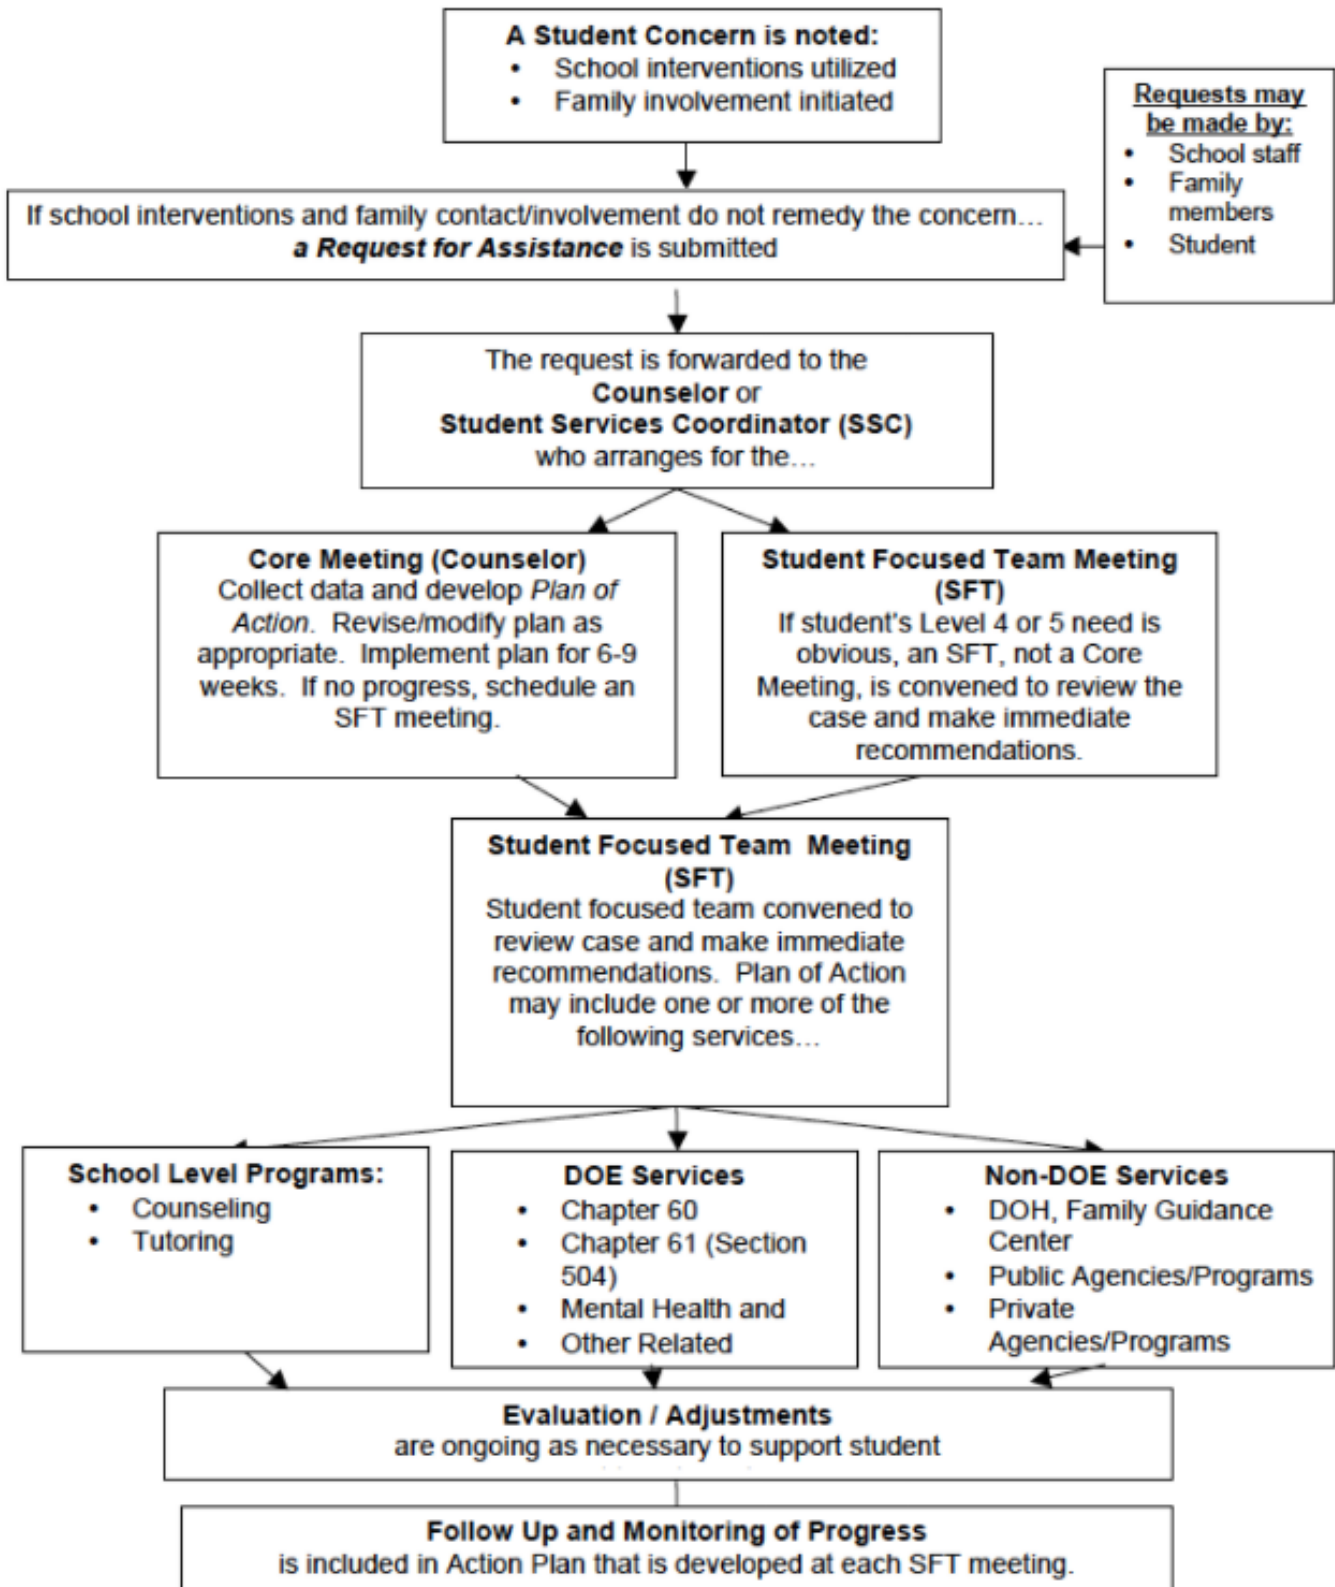 A Student Concern is noted:
• School interventions utilized
• Family involvement initiated
Requests may
be made by:
• School staff
• Family
members
• Student
If school interventions and family contact/involvement do not remedy the concern…
a Request for Assistance is submitted
The request is forwarded to the
Counselor or
Student Services Coordinator (SSC)
who arranges for the…
Core Meeting (Counselor)
Collect data and develop Plan of
Action. Revise/modify plan as
appropriate. Implement plan for 6-9
weeks. If no progress, schedule an
SFT meeting.
Student Focused Team Meeting
(SFT)
If student's Level 4 or 5 need is
obvious, an SFT, not a Core
Meeting, is convened to review the
case and make immediate
recommendations.
Student Focused Team Meeting
(SFT)
Student focused team convened to
review case and make immediate
recommendations. Plan of Action
may include one or more of the
following services…
School Level Programs:
• Counseling
• Tutoring
DOE Services
• Chapter 60
• Chapter 61 (Section
504)
• Mental Health and
• Other Related
Non-DOE Services
• DOH, Family Guidance
Center
• Public Agencies/Programs
• Private
Agencies/Programs
Evaluation / Adjustments
are ongoing as necessary to support student
Follow Up and Monitoring of Progress
is included in Action Plan that is developed at each SFT meeting.